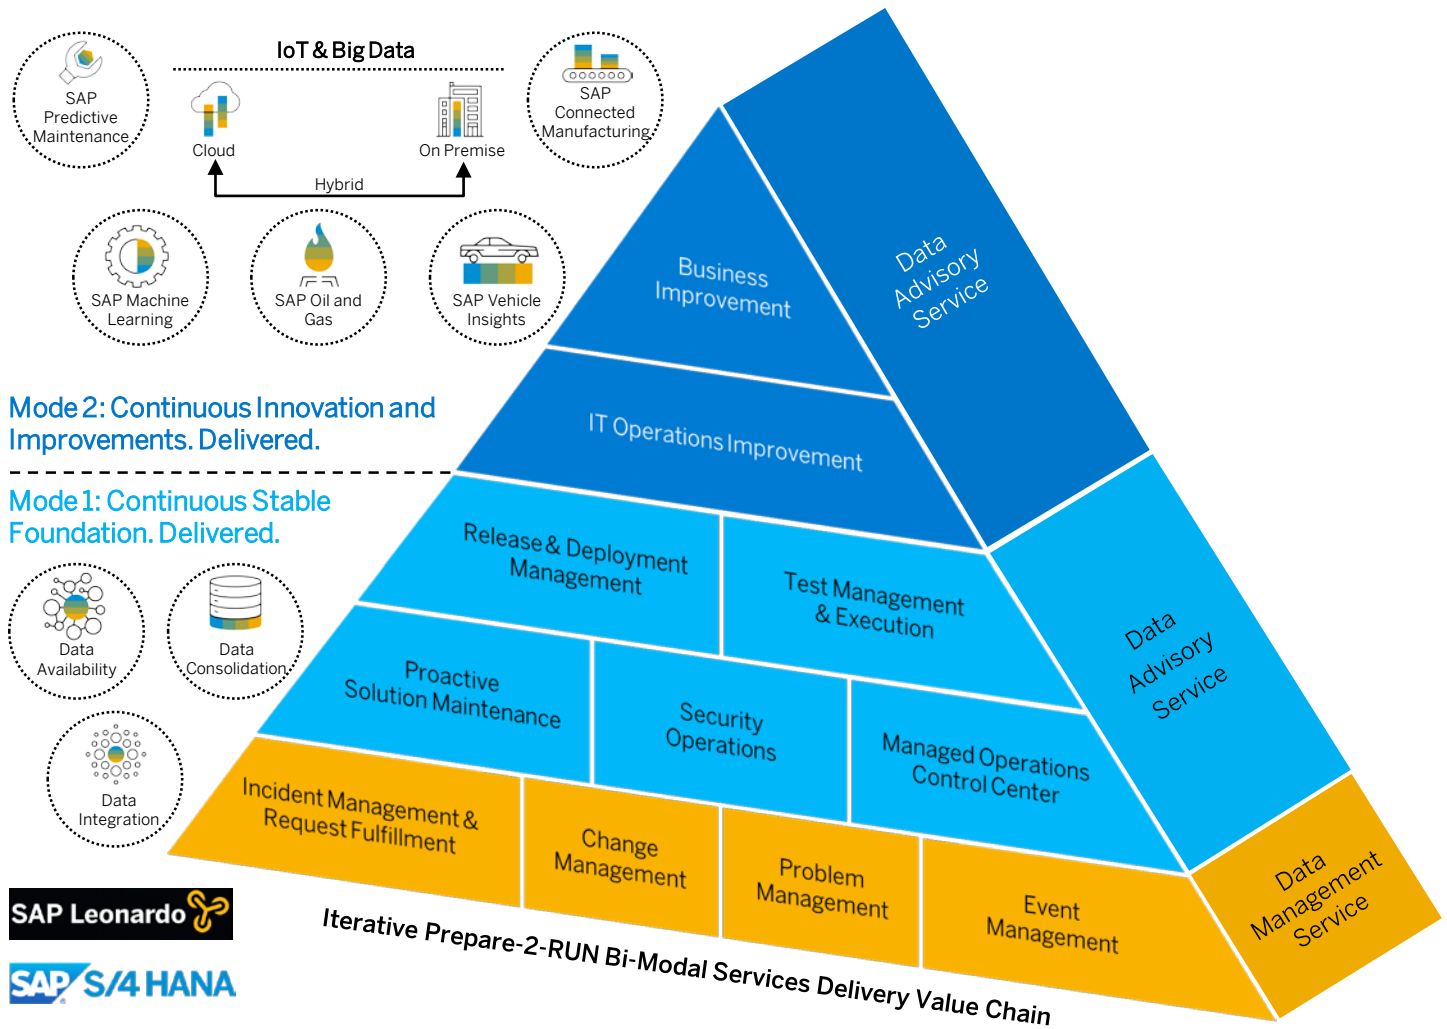 IoT & Big Data
SAP
Predictive
Maintenance
Cloud
On Premise
Hybrid
SAP
Connected
Manufacturing
SAP Machine
Learning
SAP Oil and
Gas
SAP Vehicle
Insights
Mode 2: Continuous Innovation and
Improvements. Delivered.
Mode 1: Continuous Stable
Foundation. Delivered.
Data
Availability
Data
Consolidation
Data
Integration
SAP Leonardo
SAP S/4HANA
Business
Improvement
IT Operations Improvement
Release & Deployment
Management
Test Management
& Execution
Proactive
Solution Maintenance
Security
Operations
Managed Operations
Control Center
Incident Management &
Request Fulfillment
Change
Management
Problem
Management
Event
Management
Data
Advisory
Service
Data
Advisory
Service
Data
Management
Service
Iterative Prepare-2-RUN Bi-Modal Services Delivery Value Chain